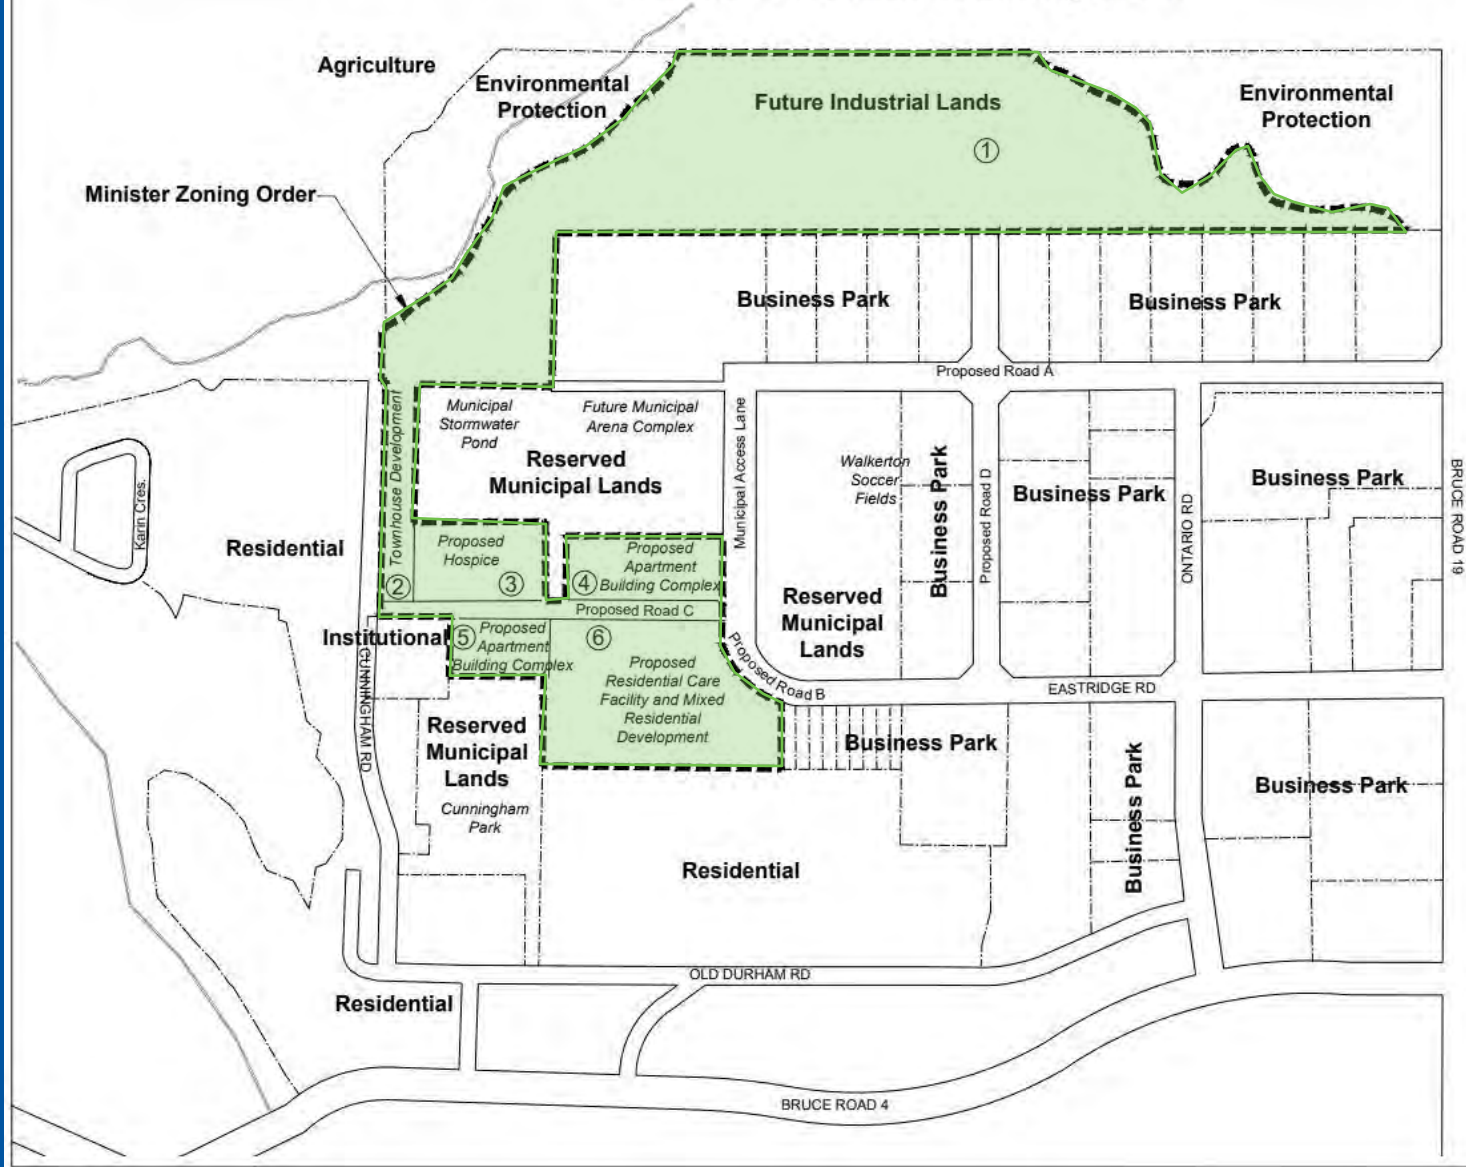 Agriculture
Environmental
Protection
Future Industrial Lands
①
Environmental
Protection
Minister Zoning Order
Business Park
Business Park
Proposed Road A
Townhouse Development
②
Municipal
Stormwater
Pond
Future Municipal
Arena Complex
Reserved
Municipal Lands
Municipal Access Lane
Walkerton
Soccer
Fields
Business Park
Business Park
Proposed Road D
Business Park
ONTARIO RD
Business Park
BRUCE ROAD 19
Karin Cres.
Residential
Proposed
Hospice
③
Proposed
Apartment
Building Complex
④
Proposed Road C
Reserved
Municipal
Lands
Institutional
⑤
Proposed
Apartment
Building Complex
⑥
Proposed
Residential Care
Facility and Mixed
Residential
Development
Proposed Road B
EASTRIDGE RD
CUNNINGHAM RD
Reserved
Municipal
Lands
Cunningham
Park
Business Park
Business Park
Business Park
Residential
OLD DURHAM RD
Residential
BRUCE ROAD 4